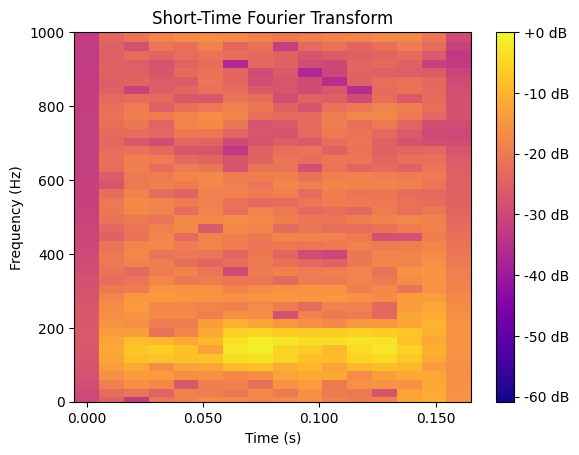 Short-Time Fourier Transform
Frequency (Hz)
1000
800
600
400
200
0
0.000
0.050
0.100
0.150
Time (s)
+0 dB
-10 dB
-20 dB
-30 dB
-40 dB
-50 dB
-60 dB